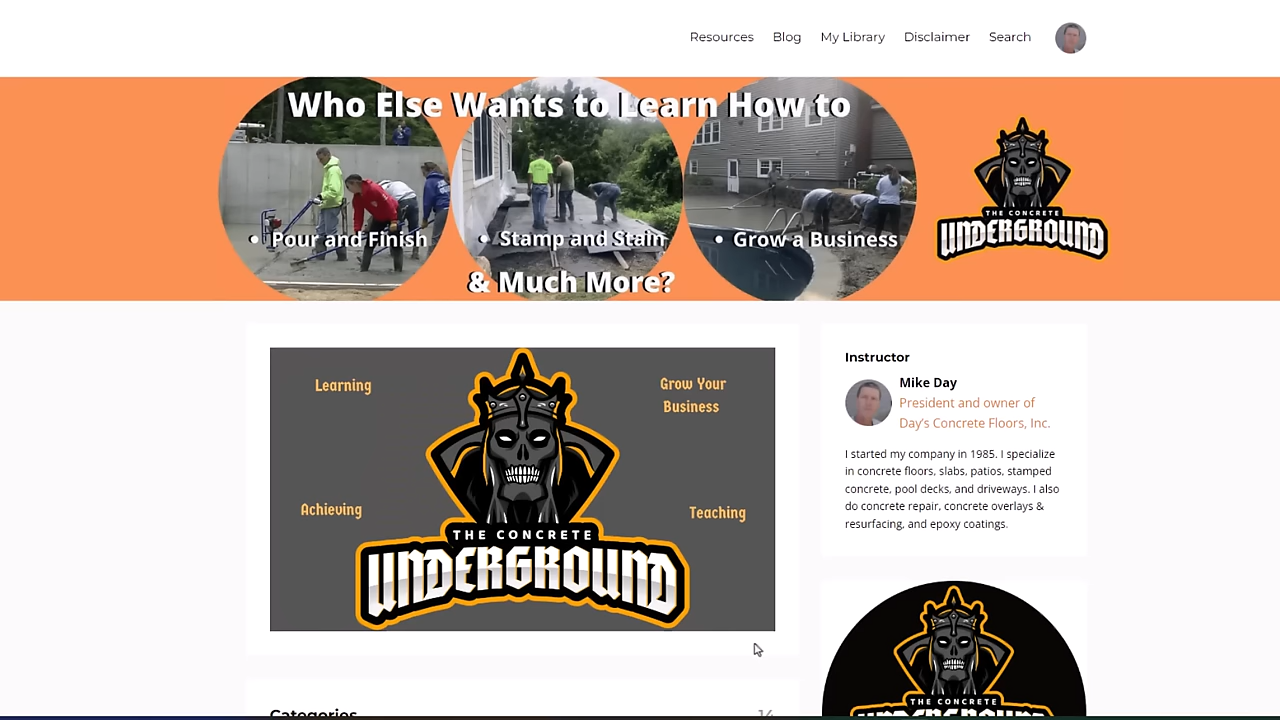 Resources Blog My Library Disclaimer Search
Who Else Wants to Learn How to
• Pour and Finish
• Stamp and Stain
• Grow a Business
& Much More?
THE CONCRETE
UNDERGROUND
Learning
Grow Your
Business
Achieving
Teaching
THE CONCRETE
UNDERGROUND
Instructor
Mike Day
President and owner of
Day's Concrete Floors, Inc.
I started my company in 1985. I specialize
in concrete floors, slabs, patios, stamped
concrete, pool decks, and driveways. I also
do concrete repair, concrete overlays &
resurfacing, and epoxy coatings.
THE CONCRETE
UNDERGROUND
Categories 14